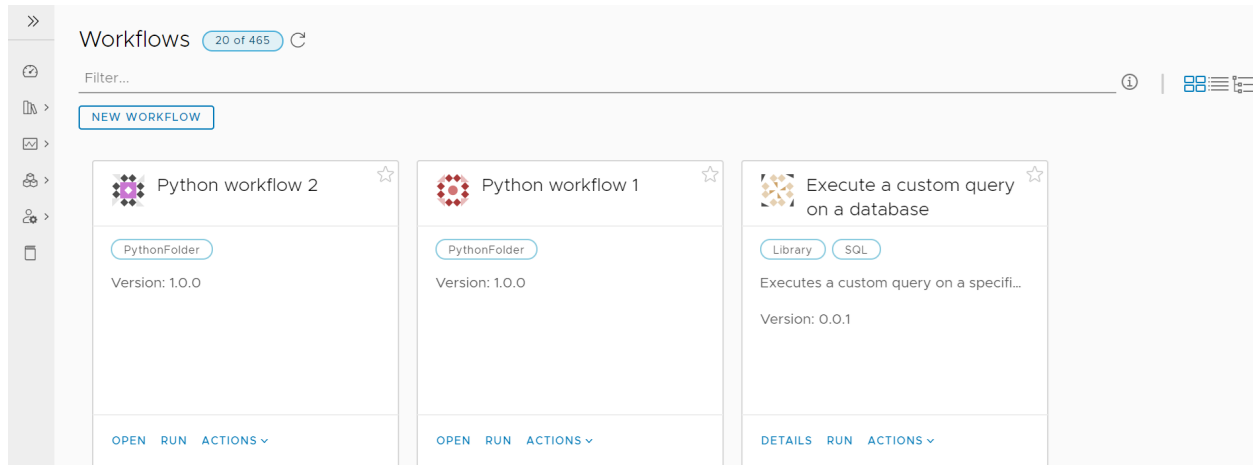 Workflows 20 of 465
Filter...
NEW WORKFLOW
Python workflow 2
PythonFolder
Version: 1.0.0
OPEN RUN ACTIONS
Python workflow 1
PythonFolder
Version: 1.0.0
OPEN RUN ACTIONS
Execute a custom query
on a database
Library SQL
Executes a custom query on a specifi...
Version: 0.0.1
DETAILS RUN ACTIONS